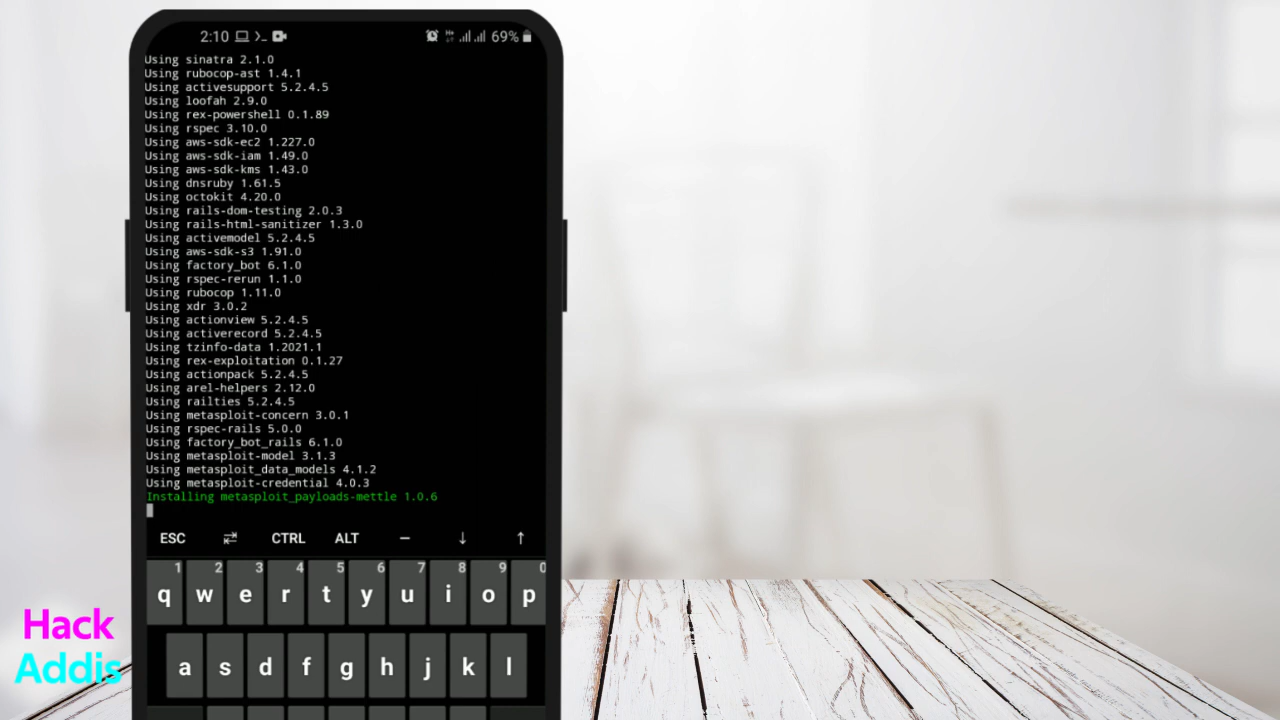 2:10 69%
Using sinatra 2.1.0
Using rubocop-ast 1.4.1
Using activesupport 5.2.4.5
Using loofah 2.9.0
Using rex-powershell 0.1.89
Using rspec 3.10.0
Using aws-sdk-ec2 1.227.0
Using aws-sdk-iam 1.49.0
Using aws-sdk-kms 1.43.0
Using dnsruby 1.61.5
Using octokit 4.20.0
Using rails-dom-testing 2.0.3
Using rails-html-sanitizer 1.3.0
Using activemodel 5.2.4.5
Using aws-sdk-s3 1.91.0
Using factory_bot 6.1.0
Using rspec-rerun 1.1.0
Using rubocop 1.11.0
Using xdr 3.0.2
Using actionview 5.2.4.5
Using activerecord 5.2.4.5
Using tzinfo-data 1.2021.1
Using rex-exploitation 0.1.27
Using actionpack 5.2.4.5
Using arel-helpers 2.12.0
Using railties 5.2.4.5
Using metasploit-concern 3.0.1
Using rspec-rails 5.0.0
Using factory_bot_rails 6.1.0
Using metasploit-model 3.1.3
Using metasploit_data_models 4.1.2
Using metasploit-credential 4.0.3
Installing metasploit_payloads-mettle 1.0.6
ESC ⇄ CTRL ALT – ↓ ↑
1 2 3 4 5 6 7 8 9 0
q w e r t y u i o p
a s d f g h j k l
Hack
Addis